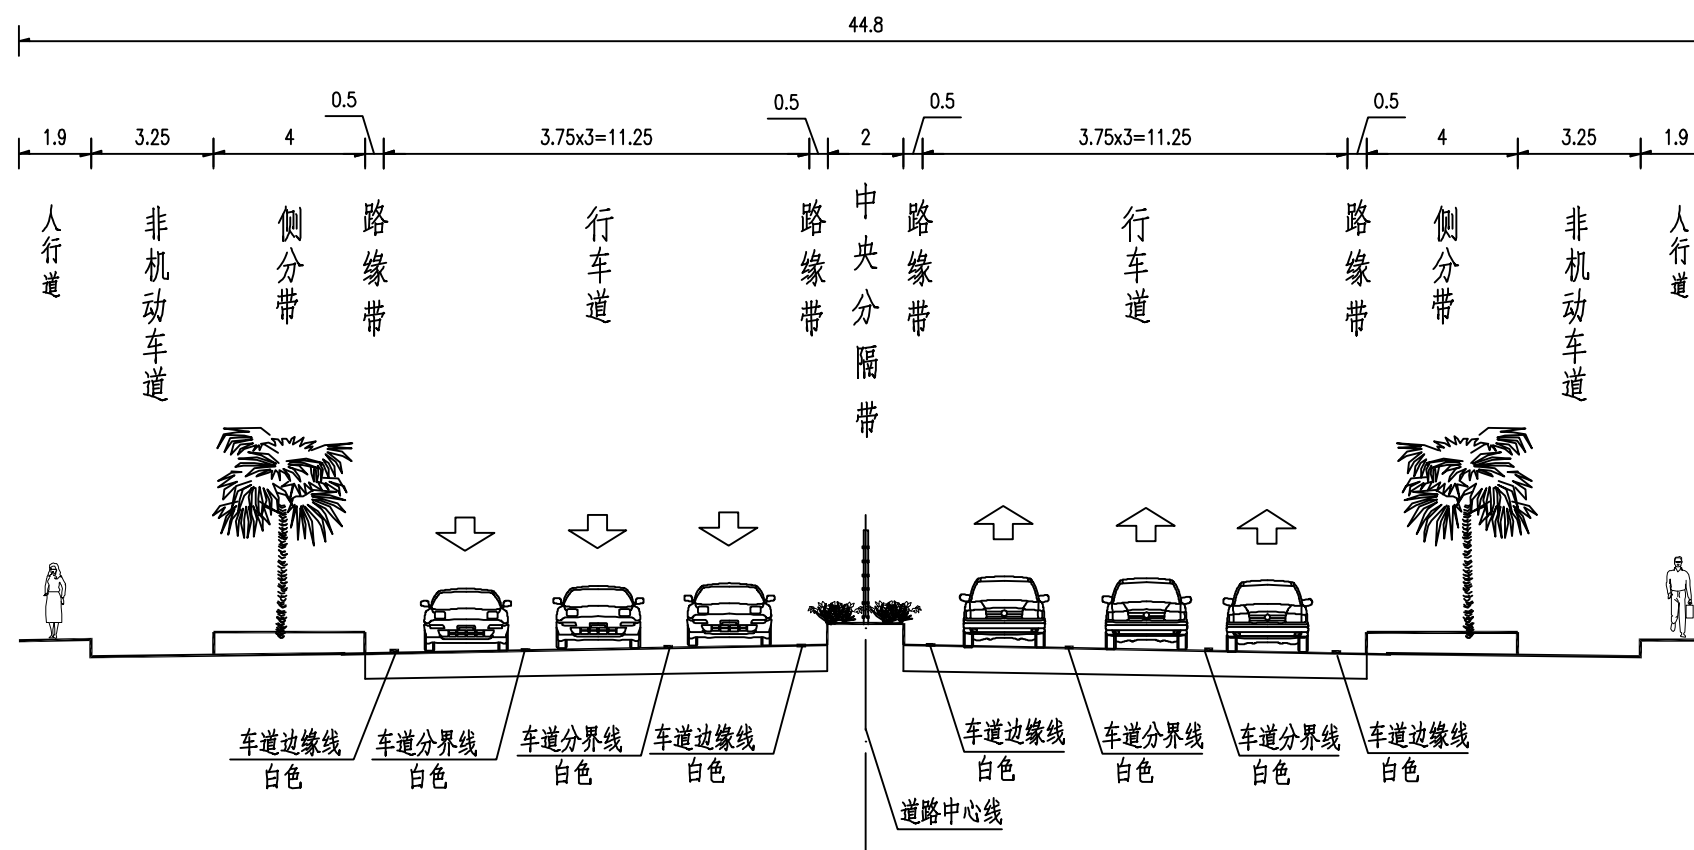 44.8
0.5
0.5
0.5
0.5
1.9
3.25
4
3.75x3=11.25
2
3.75x3=11.25
4
3.25
1.9
人行道
非机动车道
侧分带
路缘带
行车道
路缘带
中央分隔带
路缘带
行车道
路缘带
侧分带
非机动车道
人行道
车道边缘线
白色
车道分界线
白色
车道分界线
白色
车道边缘线
白色
车道边缘线
白色
车道分界线
白色
车道分界线
白色
车道边缘线
白色
道路中心线